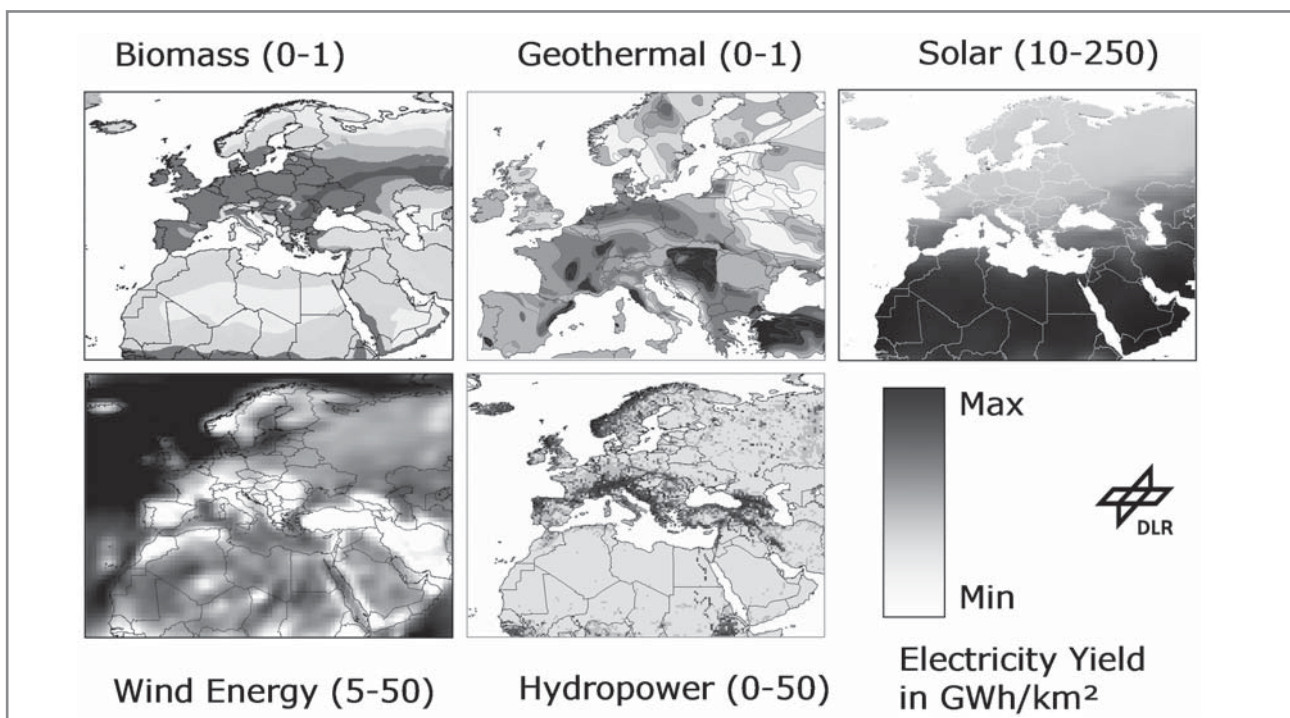 Biomass (0-1)
Geothermal (0-1)
Solar (10-250)
Wind Energy (5-50)
Hydropower (0-50)
Max
Min
DLR
Electricity Yield
in GWh/km²